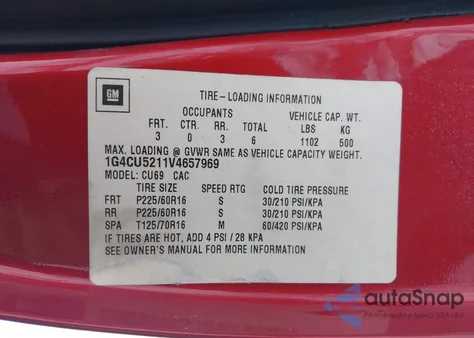 GM
TIRE-LOADING INFORMATION
OCCUPANTS VEHICLE CAP. WT.
FRT. CTR. RR. TOTAL LBS KG
3 0 3 6 1102 500
MAX. LOADING @ GVWR SAME AS VEHICLE CAPACITY WEIGHT.
1G4CU5211V4657969
MODEL: CU69 TIC TAC
TIRE SIZE SPEED RTG COLD TIRE PRESSURE
FRT P225/60R16 S 30/210 PSI/KPA
RR P225/60R16 S 30/210 PSI/KPA
SPA T125/70R16 M 60/420 PSI/KPA
IF TIRES ARE HOT, ADD 4 PSI / 28 KPA
SEE OWNER'S MANUAL FOR MORE INFORMATION
autoSnap